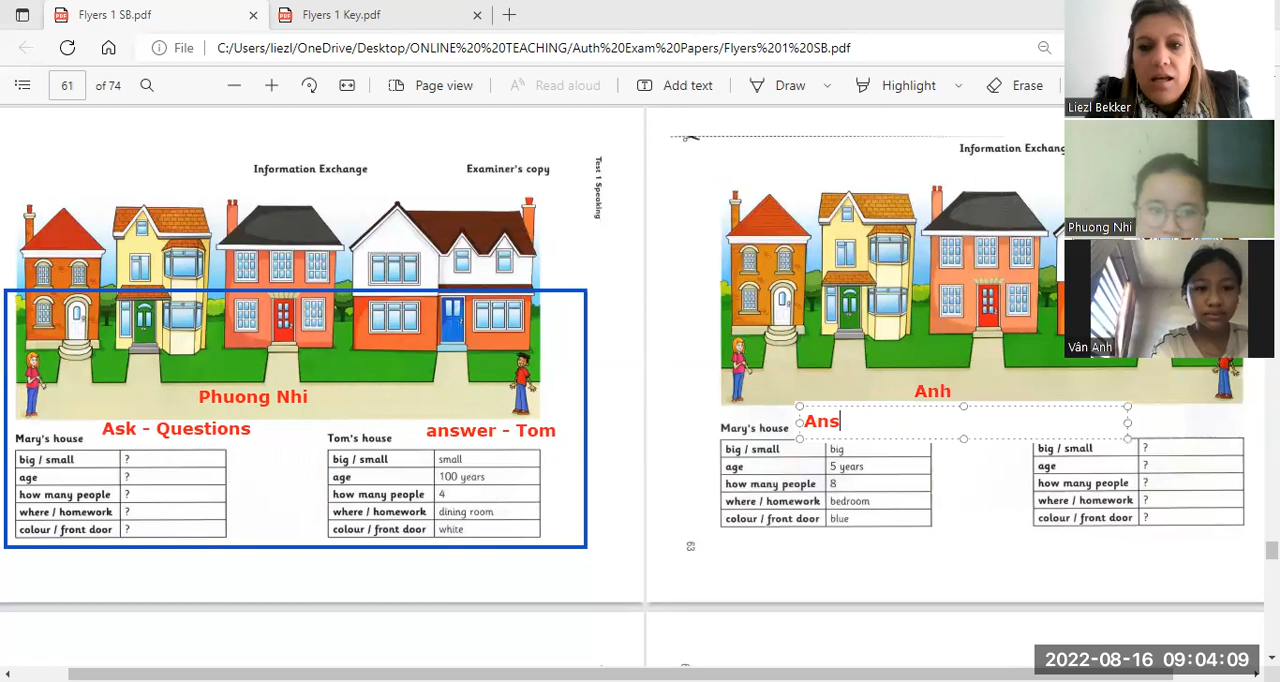 Flyers 1 SB.pdf
Flyers 1 Key.pdf
File
C:/Users/liezl/OneDrive/Desktop/ONLINE%20%20TEACHING/Auth%20Exam%20Papers/Flyers%201%20SB.pdf
61 of 74
Page view
Read aloud
Add text
Draw
Highlight
Erase
Liezl Bekker
Phuong Nhi
Vân Anh
Information Exchange
Examiner's copy
Test 1 Speaking
Phuong Nhi
Ask - Questions
answer - Tom
Mary's house
big / small ?
age ?
how many people ?
where / homework ?
colour / front door ?
Tom's house
big / small small
age 100 years
how many people 4
where / homework dining room
colour / front door white
Information
Anh
Ans
Mary's house
big / small big
age 5 years
how many people 8
where / homework bedroom
colour / front door blue
big / small ?
age ?
how many people ?
where / homework ?
colour / front door ?
63
2022-08-16 09:04:09